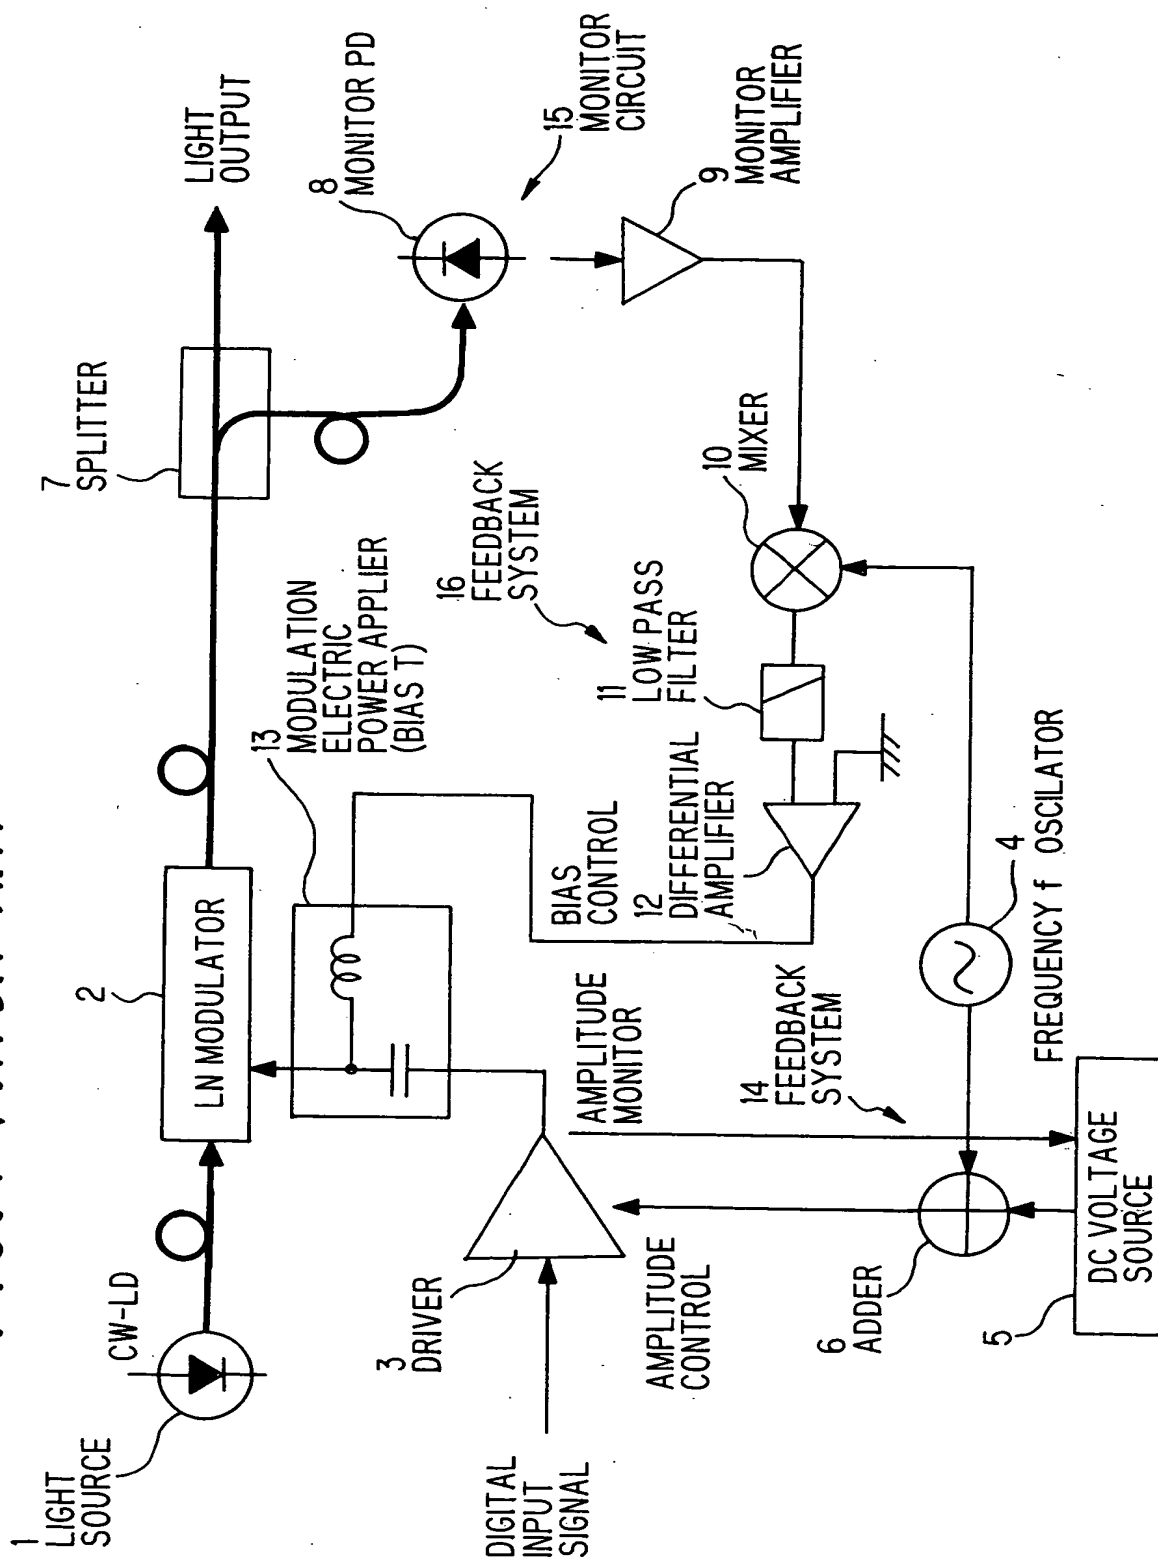 1
LIGHT
SOURCE
CW-LD
2
LN MODULATOR
7
SPLITTER
LIGHT
OUTPUT
13
MODULATION
ELECTRIC
POWER APPLIER
(BIAS T)
8
MONITOR PD
15
MONITOR
CIRCUIT
16
FEEDBACK
SYSTEM
9
MONITOR
AMPLIFIER
3
DRIVER
DIGITAL
INPUT
SIGNAL
AMPLITUDE
CONTROL
AMPLITUDE
MONITOR
BIAS
CONTROL
12
DIFFERENTIAL
AMPLIFIER
11
LOW PASS
FILTER
10
MIXER
14
FEEDBACK
SYSTEM
6
ADDER
4
FREQUENCY f OSCILATOR
5
DC VOLTAGE
SOURCE